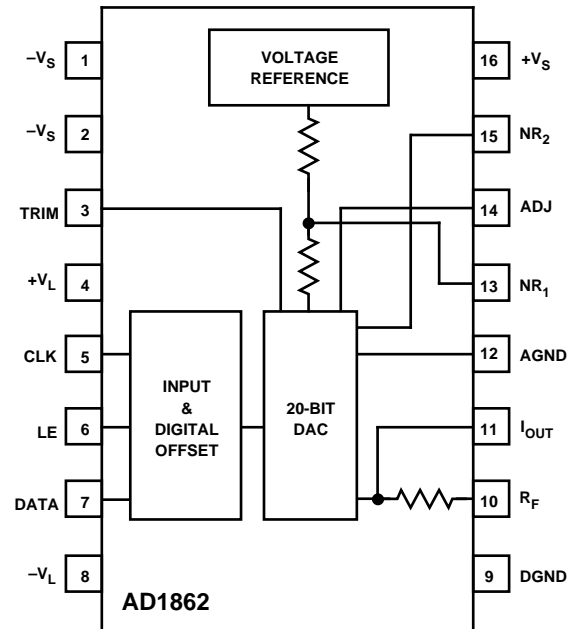 VOLTAGE
REFERENCE
–VS 1
–VS 2
TRIM 3
+VL 4
CLK 5
LE 6
DATA 7
–VL 8
INPUT
&
DIGITAL
OFFSET
20-BIT
DAC
16 +VS
15 NR2
14 ADJ
13 NR1
12 AGND
11 IOUT
10 RF
9 DGND
AD1862